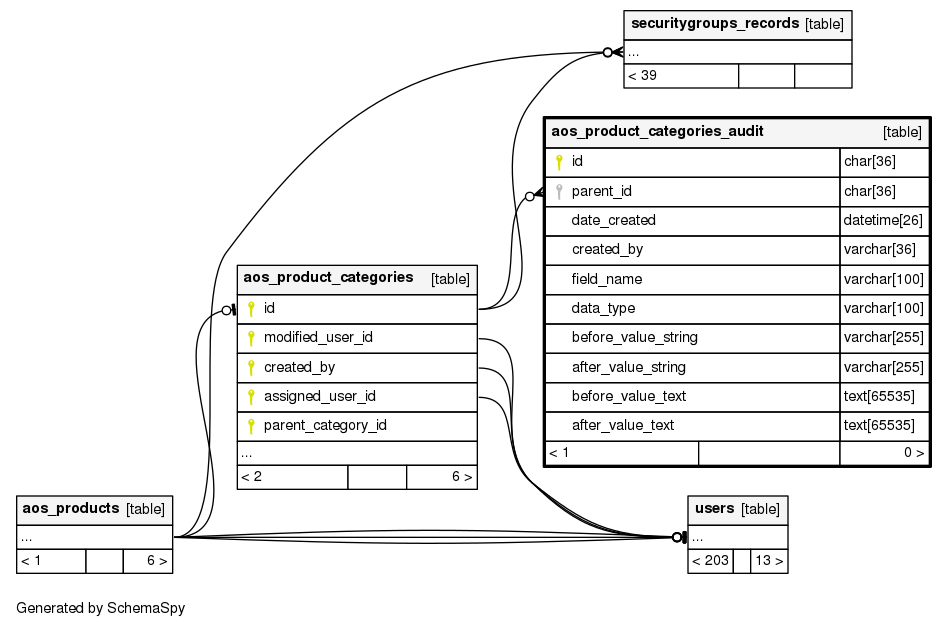 securitygroups_records [table]
...
< 39
aos_product_categories_audit [table]
id char[36]
parent_id char[36]
date_created datetime[26]
created_by varchar[36]
field_name varchar[100]
data_type varchar[100]
before_value_string varchar[255]
after_value_string varchar[255]
before_value_text text[65535]
after_value_text text[65535]
< 1 0 >
aos_product_categories [table]
id
modified_user_id
created_by
assigned_user_id
parent_category_id
...
< 2 6 >
aos_products [table]
...
< 1 6 >
users [table]
...
< 203 13 >
Generated by SchemaSpy